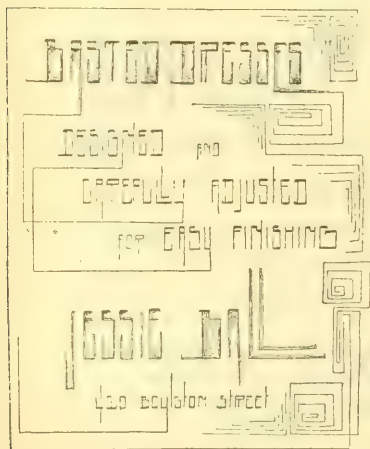 BASTED DRESSES
DESIGNED AND
CAREFULLY ADJUSTED
FOR EASY FINISHING
JESSIE
BOYLSTON STREET